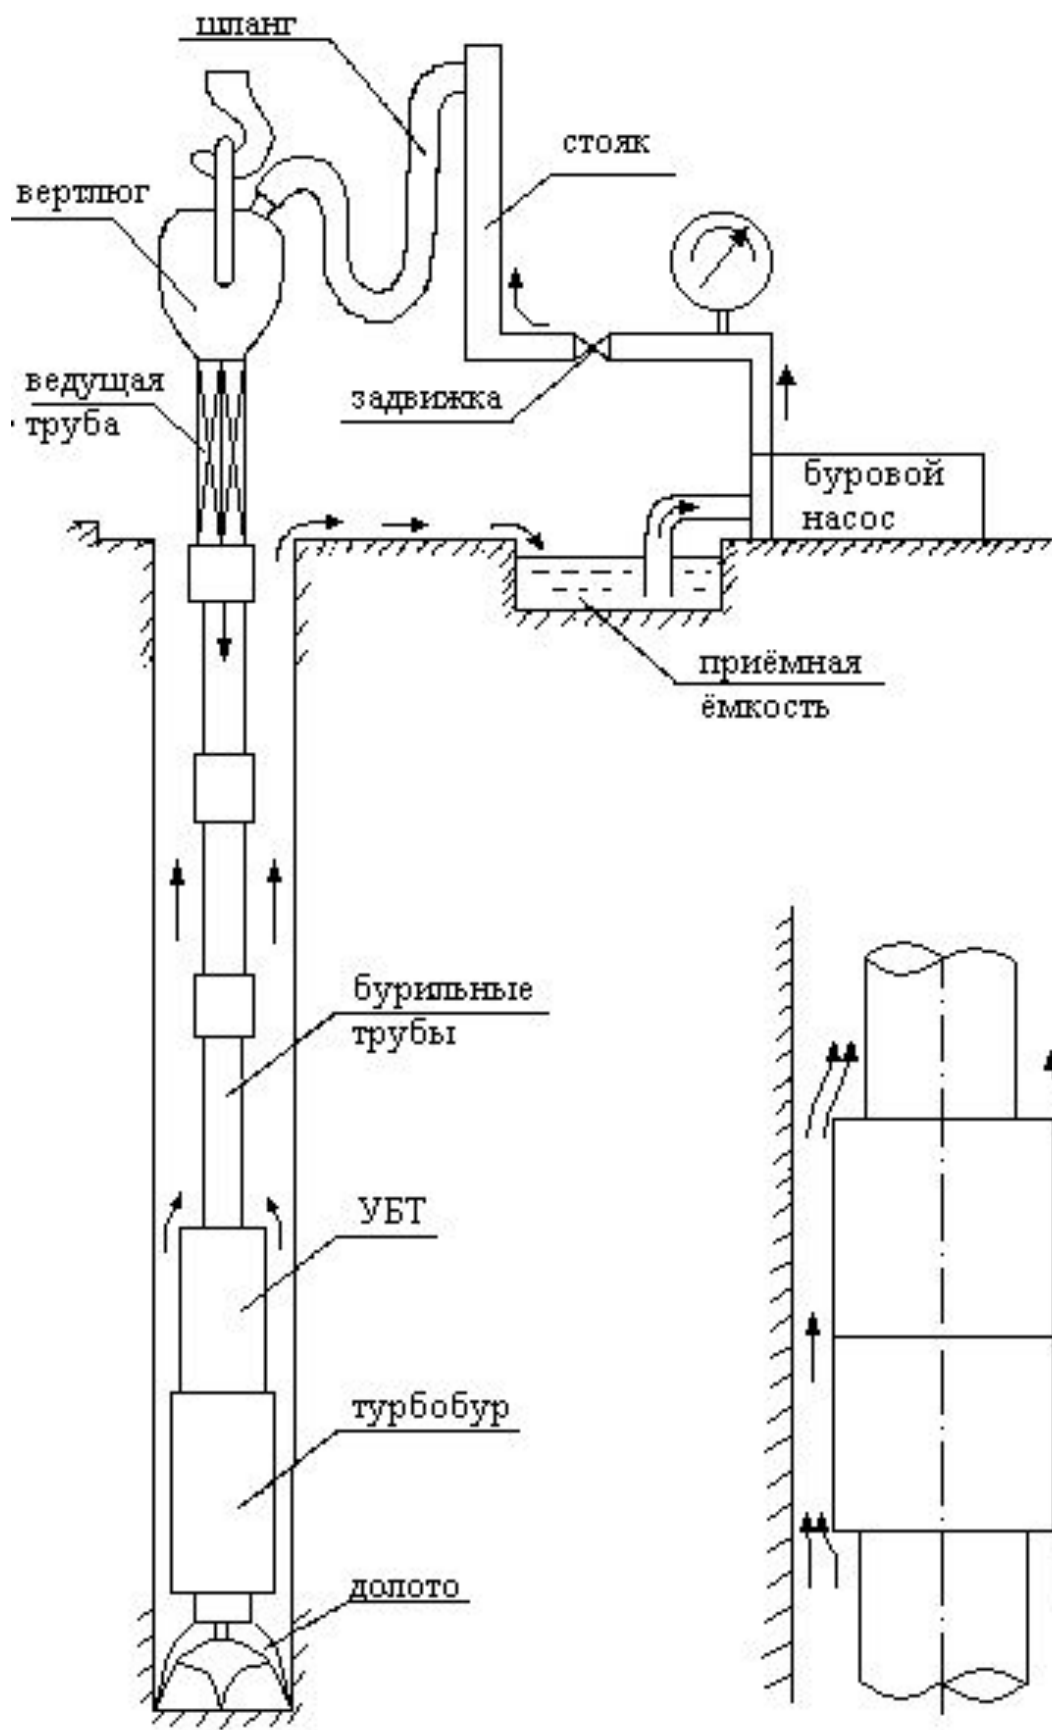 шланг
стояк
вертлюг
ведущая
труба
задвижка
буровой
насос
приёмная
ёмкость
бурильные
трубы
УБТ
турбобур
долото